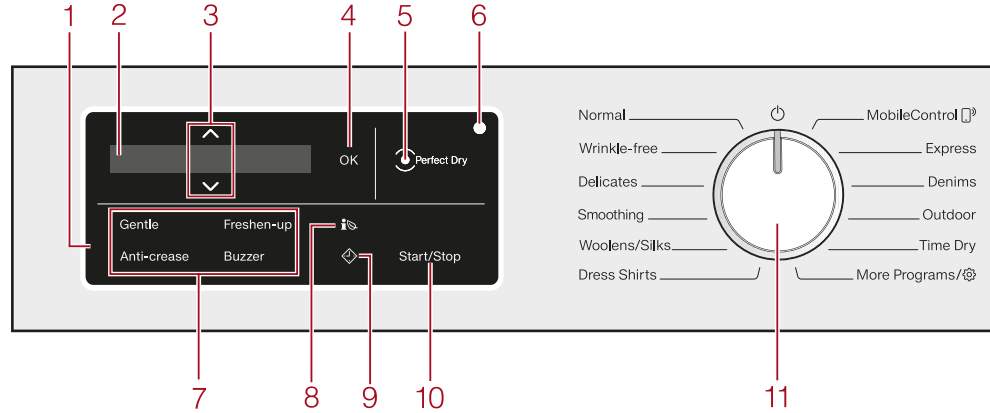 1 2 3 4 5 6
OK
Perfect Dry
Gentle Freshen-up
Anti-crease Buzzer
Start/Stop
Normal
Wrinkle-free
Delicates
Smoothing
Woolens/Silks
Dress Shirts
MobileControl
Express
Denims
Outdoor
Time Dry
More Programs/
7 8 9 10 11